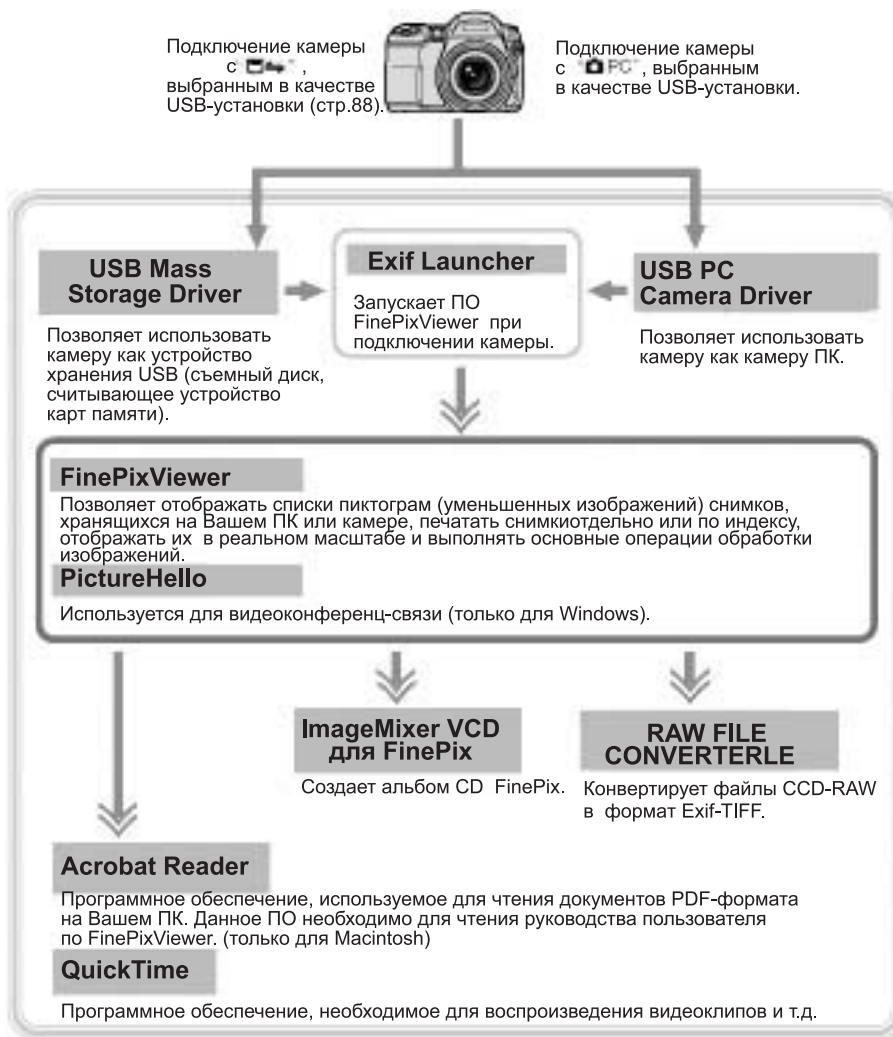 Подключение камеры
с " ",
выбранным в качестве
USB-установки (стр.88).
Подключение камеры
с " PC", выбранным
в качестве USB-установки.
USB Mass
Storage Driver
Позволяет использовать
камеру как устройство
хранения USB (съемный диск,
считывающее устройство
карт памяти).
Exif Launcher
Запускает ПО
FinePixViewer при
подключении камеры.
USB PC
Camera Driver
Позволяет использовать
камеру как камеру ПК.
FinePixViewer
Позволяет отображать списки пиктограм (уменьшенных изображений) снимков,
хранящихся на Вашем ПК или камере, печатать снимкиотдельно или по индексу,
отображать их в реальном масштабе и выполнять основные операции обработки
изображений.
PictureHello
Используется для видеоконференц-связи (только для Windows).
ImageMixer VCD
для FinePix
Создает альбом CD FinePix.
RAW FILE
CONVERTERLE
Конвертирует файлы CCD-RAW
в формат Exif-TIFF.
Acrobat Reader
Программное обеспечение, используемое для чтения документов PDF-формата
на Вашем ПК. Данное ПО необходимо для чтения руководства пользователя
по FinePixViewer. (только для Macintosh)
QuickTime
Программное обеспечение, необходимое для воспроизведения видеоклипов и т.д.